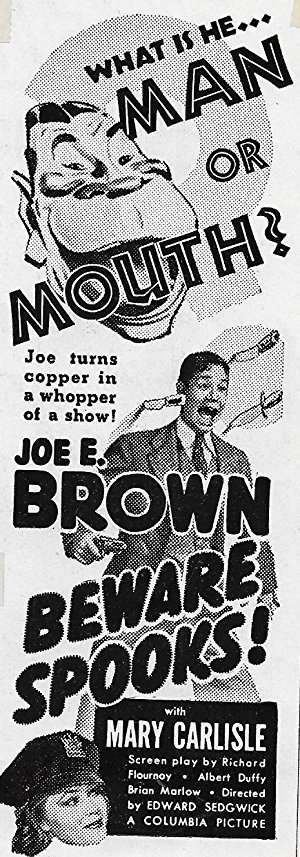 WHAT IS HE...
MAN
OR
MOUTH?
Joe turns
copper in
a whopper
of a show!
JOE E.
BROWN
BEWARE
SPOOKS!
with
MARY CARLISLE
Screen play by Richard
Flournoy • Albert Duffy
Brian Marlow • Directed
by EDWARD SEDGWICK
A COLUMBIA PICTURE